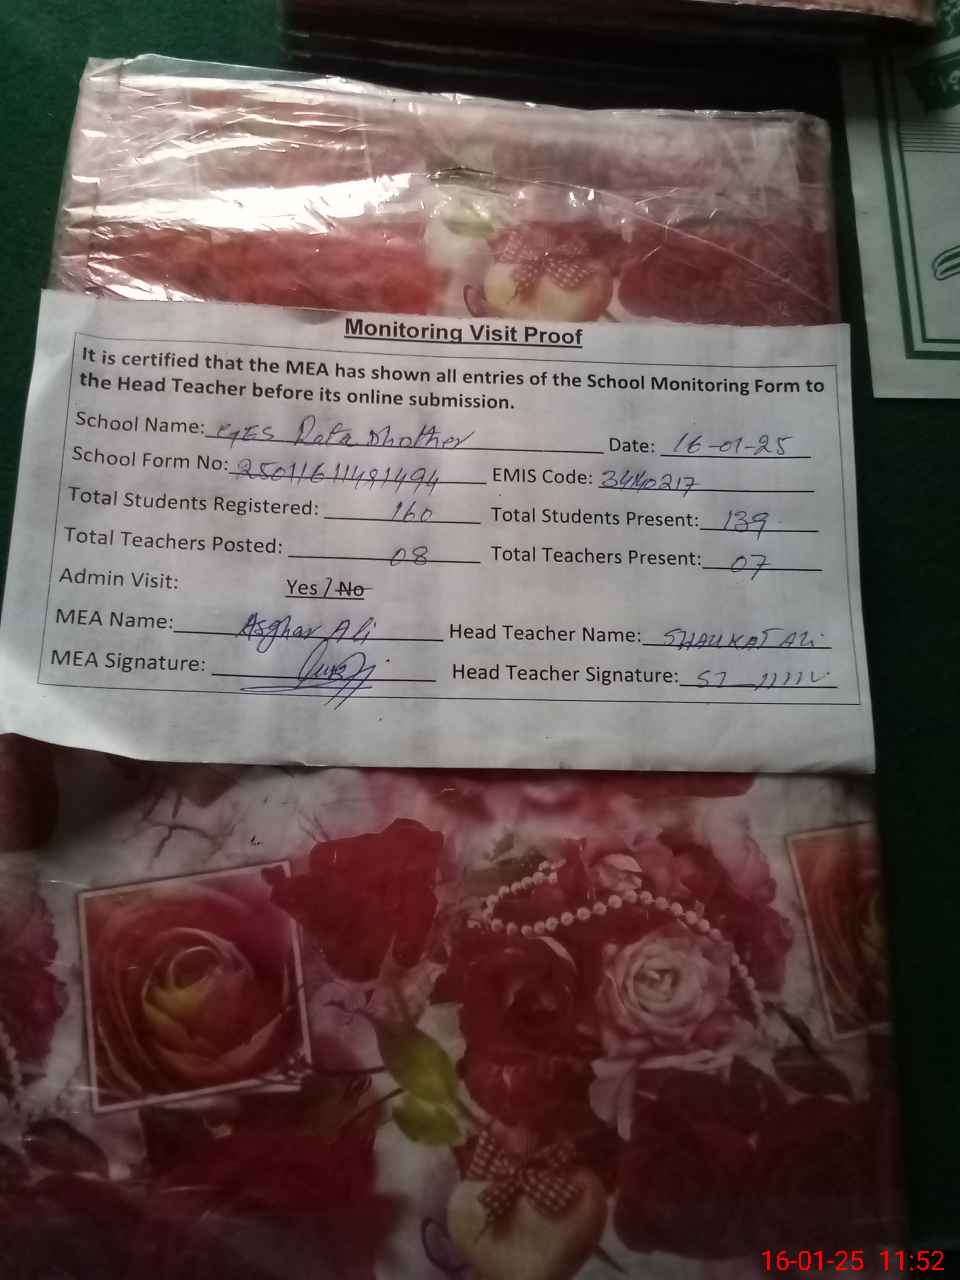 Monitoring Visit Proof
It is certified that the MEA has shown all entries of the School Monitoring Form to
the Head Teacher before its online submission.
School Name: GES Rata Date: 16-01-25
School Form No: 25011611481494 EMIS Code: 34140217
Total Students Registered: 160 Total Students Present: 139
Total Teachers Posted: 08 Total Teachers Present: 07
Admin Visit: Yes / No
MEA Name: Asghar Ali Head Teacher Name: SHAUKAT Ali
MEA Signature: Head Teacher Signature:
16-01-25 11:52